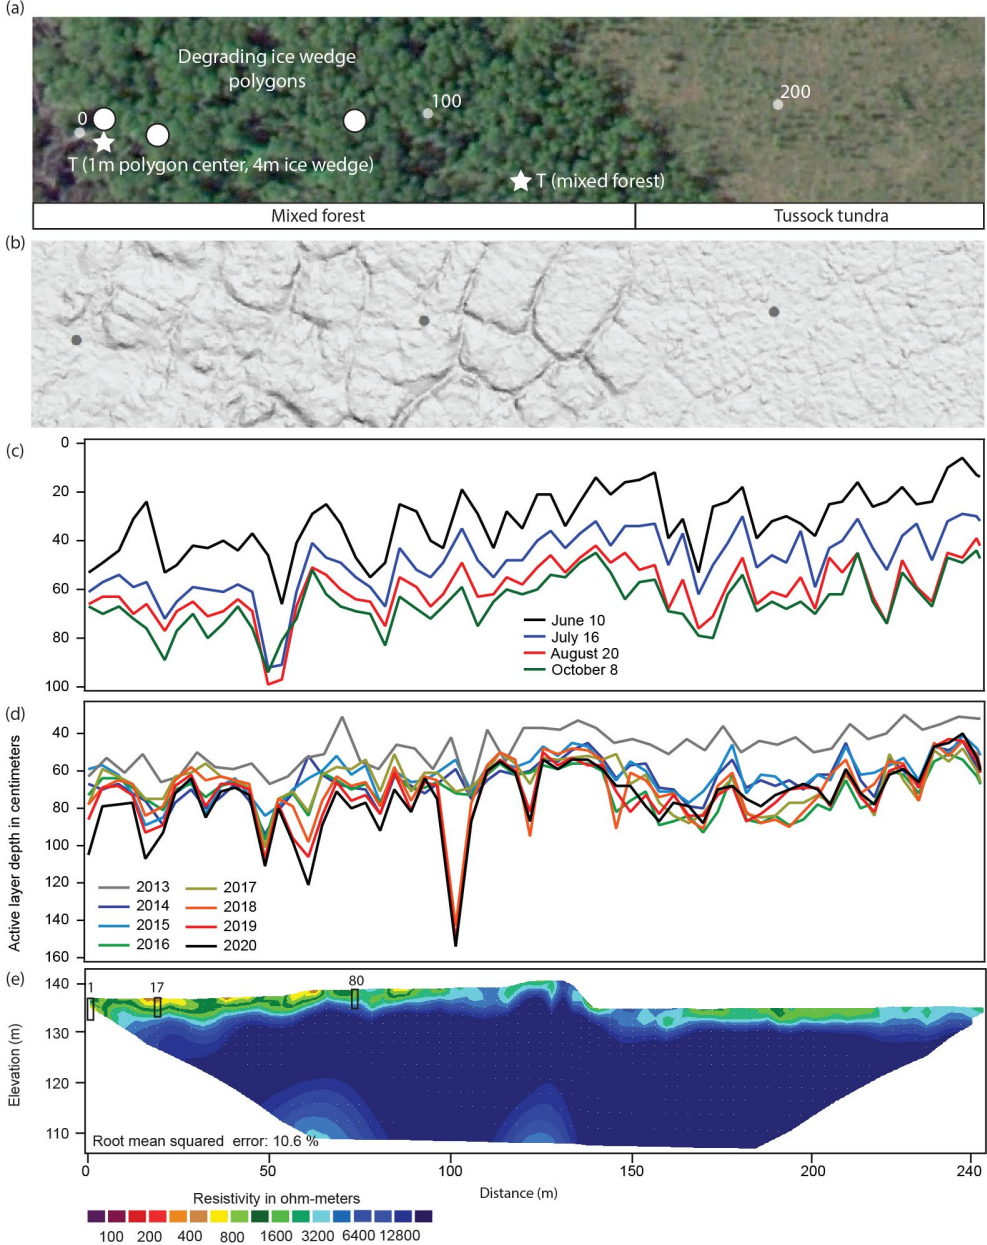 (a)
Degrading ice wedge
polygons
0
100
200
T (1m polygon center, 4m ice wedge)
T (mixed forest)
Mixed forest
Tussock tundra
(b)
(c)
0
20
40
60
80
100
June 10
July 16
August 20
October 8
(d)
40
60
80
100
120
140
160
Active layer depth in centimeters
2013
2014
2015
2016
2017
2018
2019
2020
(e)
140
130
120
110
Elevation (m)
1
17
80
Root mean squared error: 10.6 %
0
50
100
150
200
240
Distance (m)
Resistivity in ohm-meters
100
200
400
800
1600
3200
6400
12800